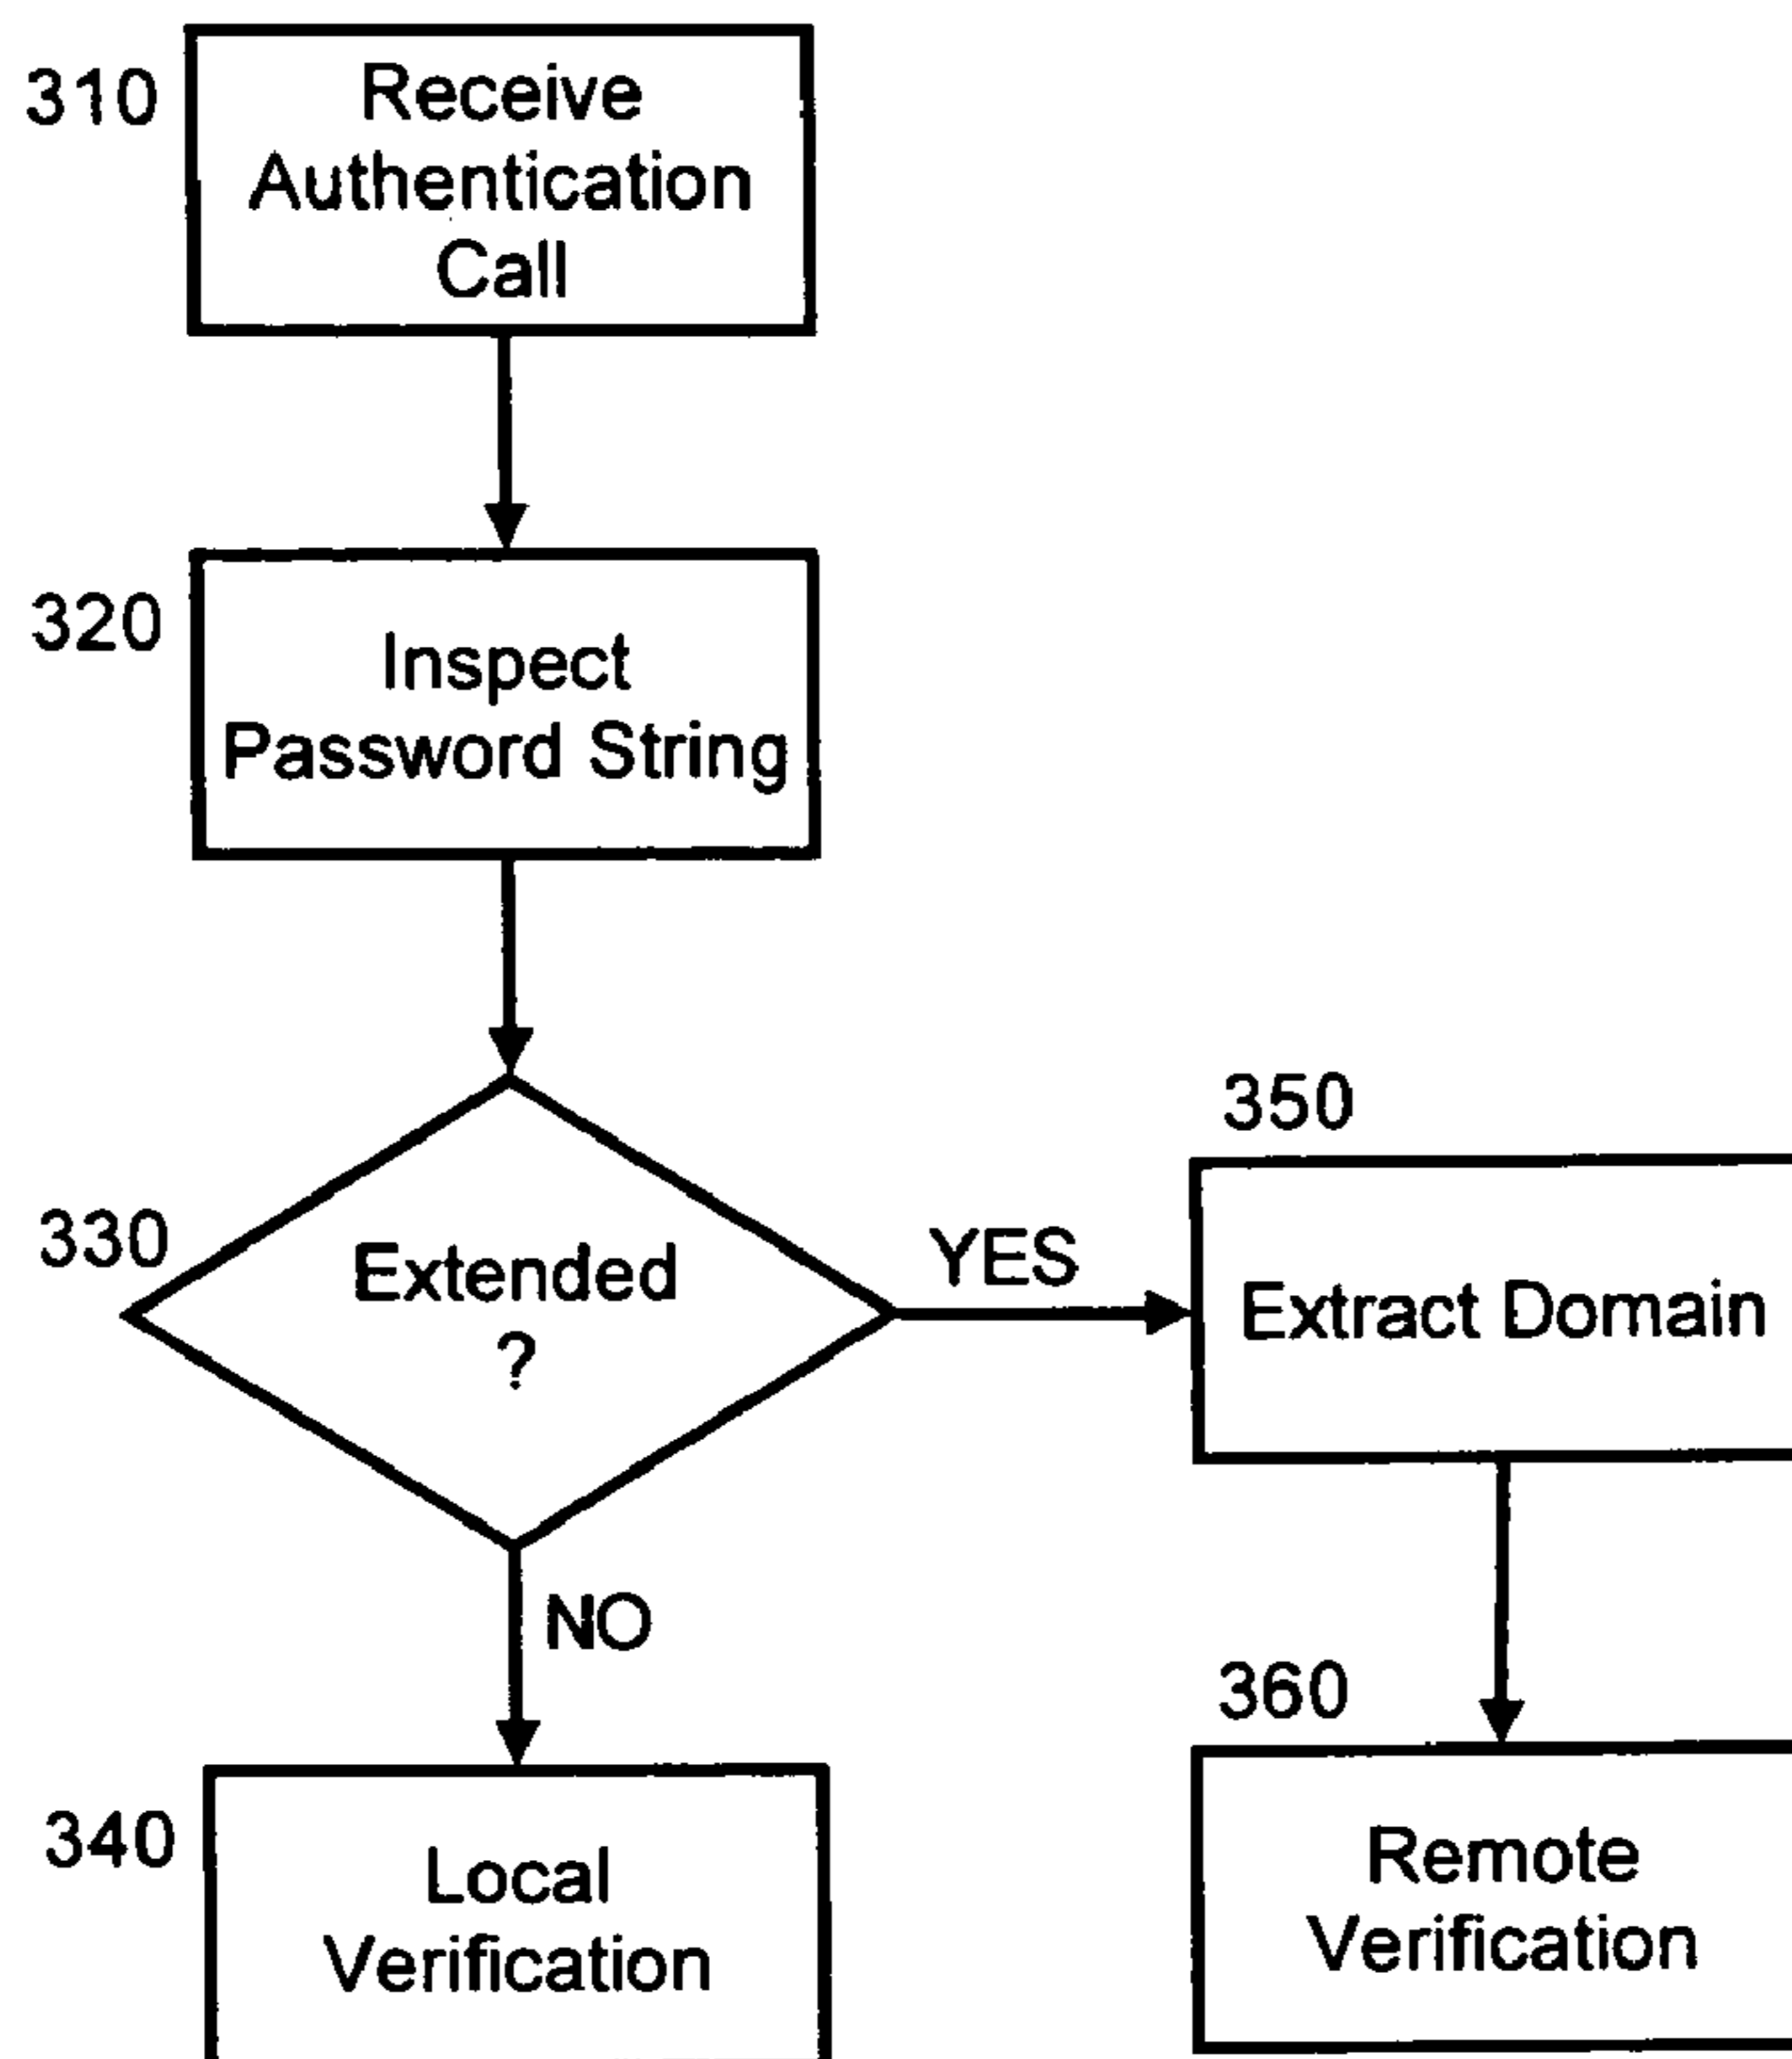 310
Receive
Authentication
Call
320
Inspect
Password String
330
Extended
?
YES
350
Extract Domain
NO
340
Local
Verification
360
Remote
Verification